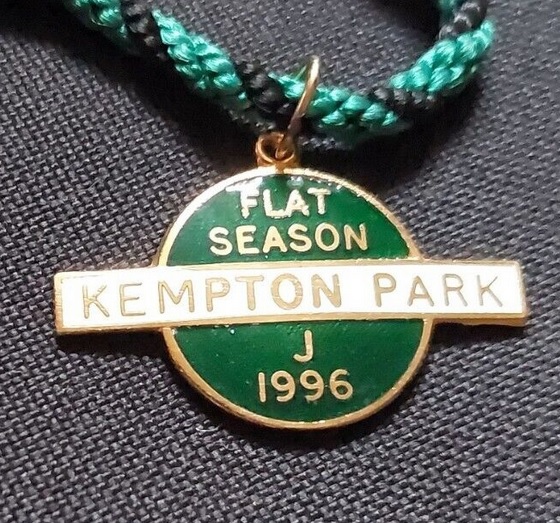 FLAT
SEASON
KEMPTON PARK
J
1996